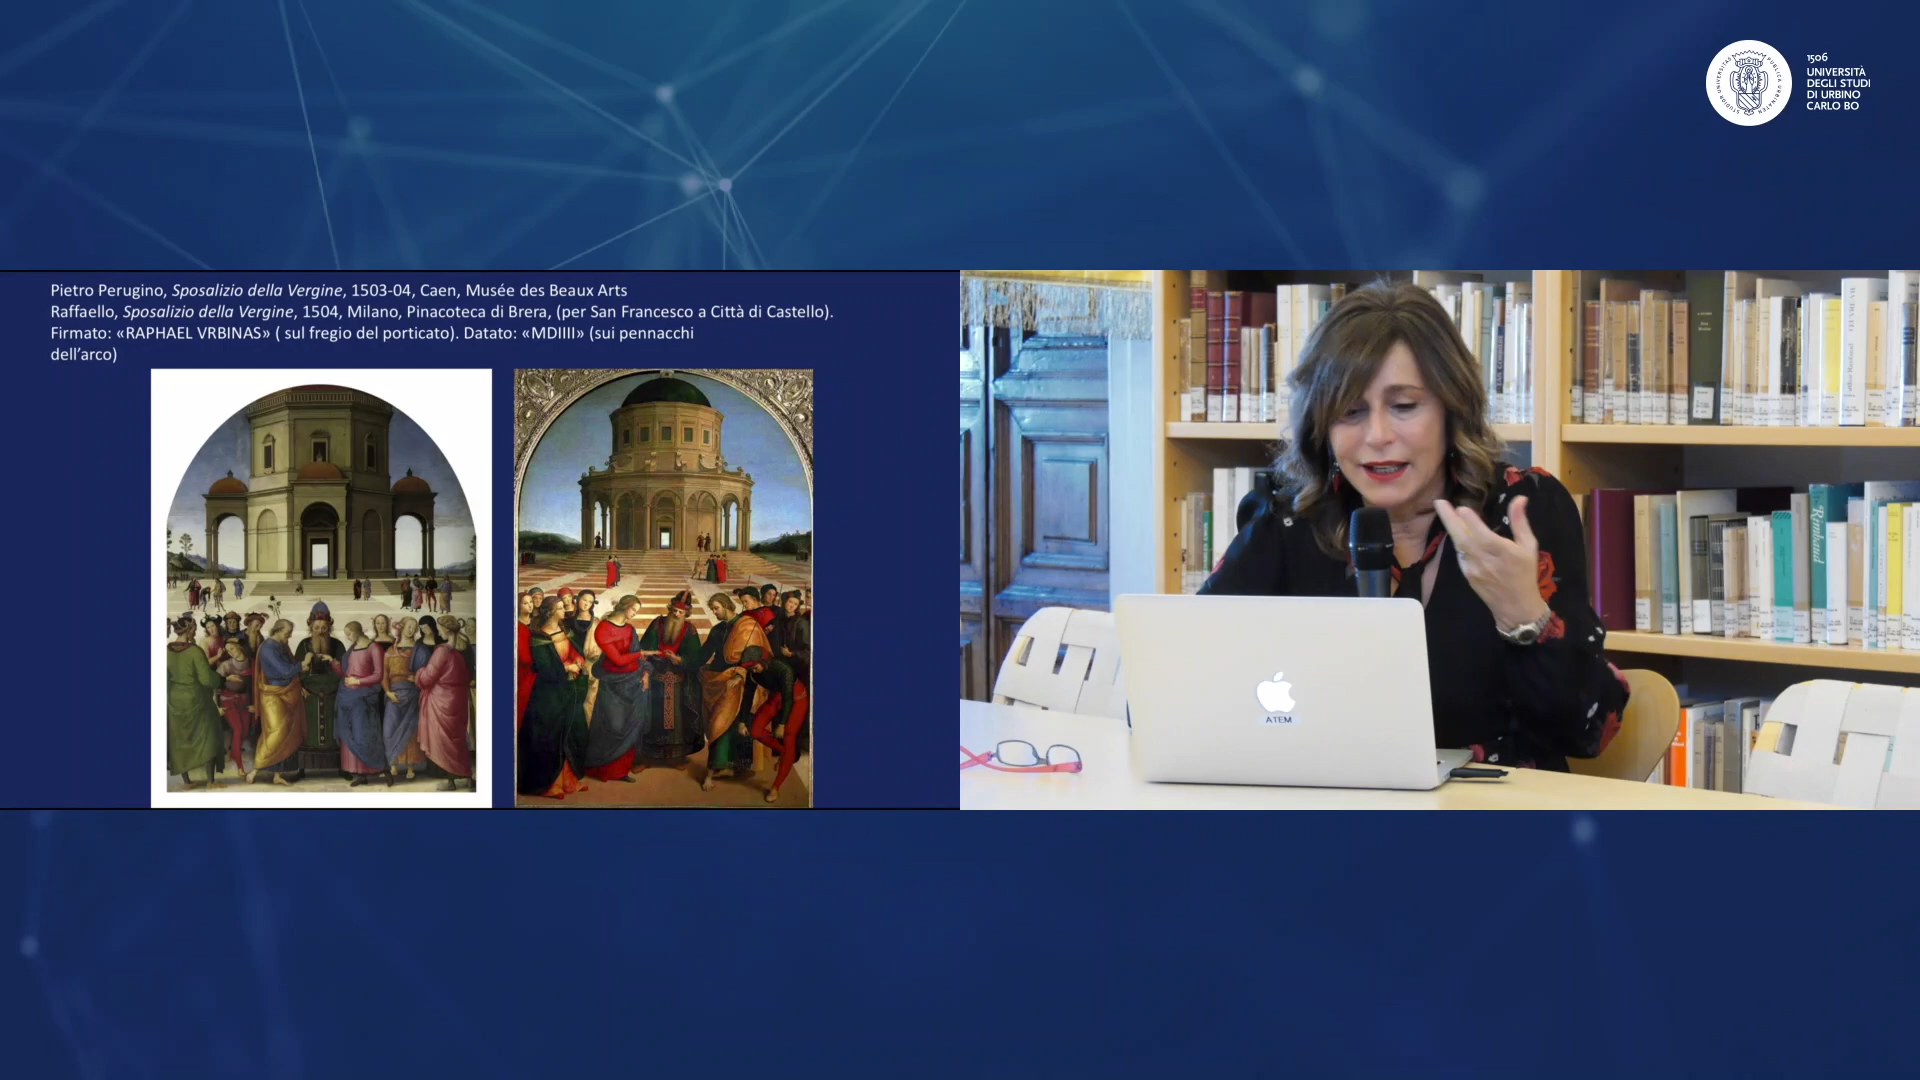 1506
UNIVERSITÀ
DEGLI STUDI
DI URBINO
CARLO BO
Pietro Perugino, Sposalizio della Vergine, 1503-04, Caen, Musée des Beaux Arts
Raffaello, Sposalizio della Vergine, 1504, Milano, Pinacoteca di Brera, (per San Francesco a Città di Castello).
Firmato: «RAPHAEL VRBINAS» ( sul fregio del porticato). Datato: «MDIIII» (sui pennacchi
dell’arco)
ATEM
Rimbaud